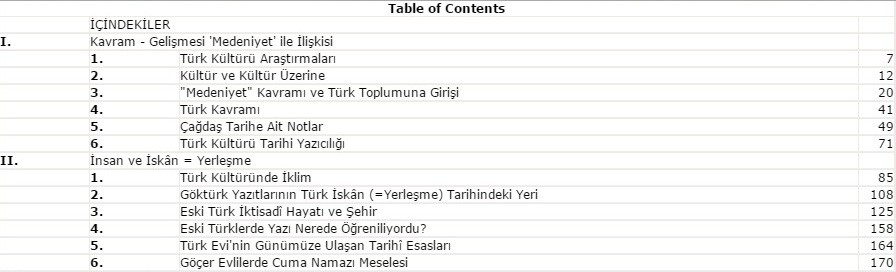 Table of Contents
İÇİNDEKİLER
I. Kavram - Gelişmesi 'Medeniyet' ile İlişkisi
1. Türk Kültürü Araştırmaları 7
2. Kültür ve Kültür Üzerine 12
3. "Medeniyet" Kavramı ve Türk Toplumuna Girişi 20
4. Türk Kavramı 41
5. Çağdaş Tarihe Ait Notlar 49
6. Türk Kültürü Tarihi Yazıcılığı 71
II. İnsan ve İskân = Yerleşme
1. Türk Kültüründe İklim 85
2. Göktürk Yazıtlarının Türk İskân (=Yerleşme) Tarihindeki Yeri 108
3. Eski Türk İktisadî Hayatı ve Şehir 125
4. Eski Türklerde Yazı Nerede Öğreniliyordu? 158
5. Türk Evi'nin Günümüze Ulaşan Tarihî Esasları 164
6. Göçer Evlilerde Cuma Namazı Meselesi 170